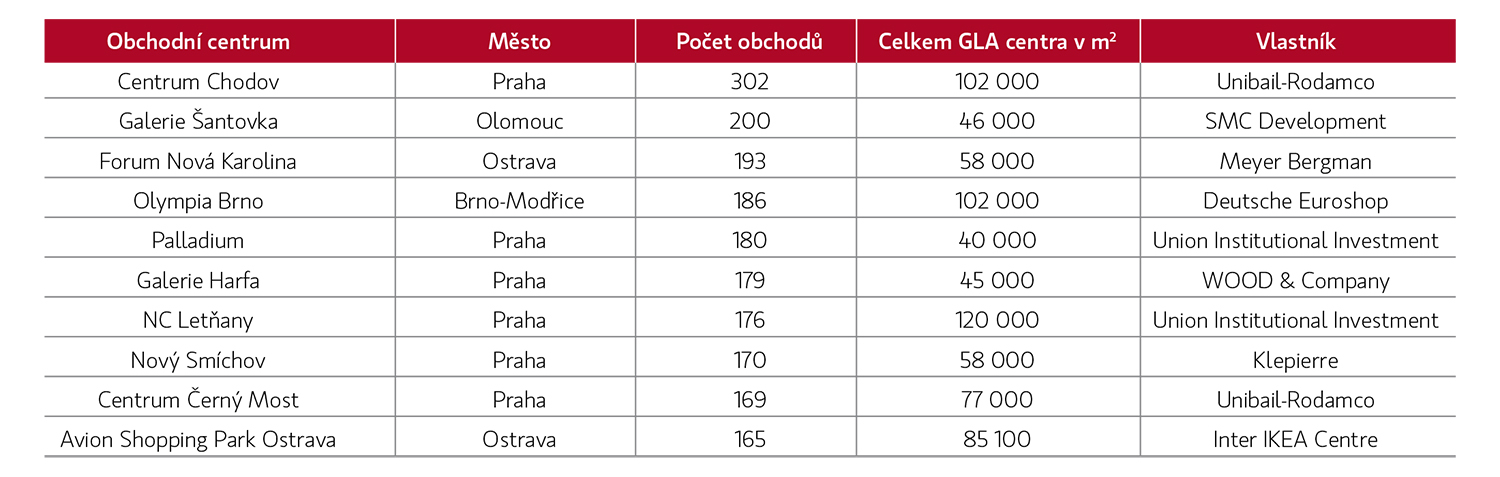 Obchodní centrum Město Počet obchodů Celkem GLA centra v m² Vlastník
Centrum Chodov Praha 302 102 000 Unibail-Rodamco
Galerie Šantovka Olomouc 200 46 000 SMC Development
Forum Nová Karolina Ostrava 193 58 000 Meyer Bergman
Olympia Brno Brno-Modřice 186 102 000 Deutsche Euroshop
Palladium Praha 180 40 000 Union Institutional Investment
Galerie Harfa Praha 179 45 000 WOOD & Company
NC Letňany Praha 176 120 000 Union Institutional Investment
Nový Smíchov Praha 170 58 000 Klepierre
Centrum Černý Most Praha 169 77 000 Unibail-Rodamco
Avion Shopping Park Ostrava Ostrava 165 85 100 Inter IKEA Centre